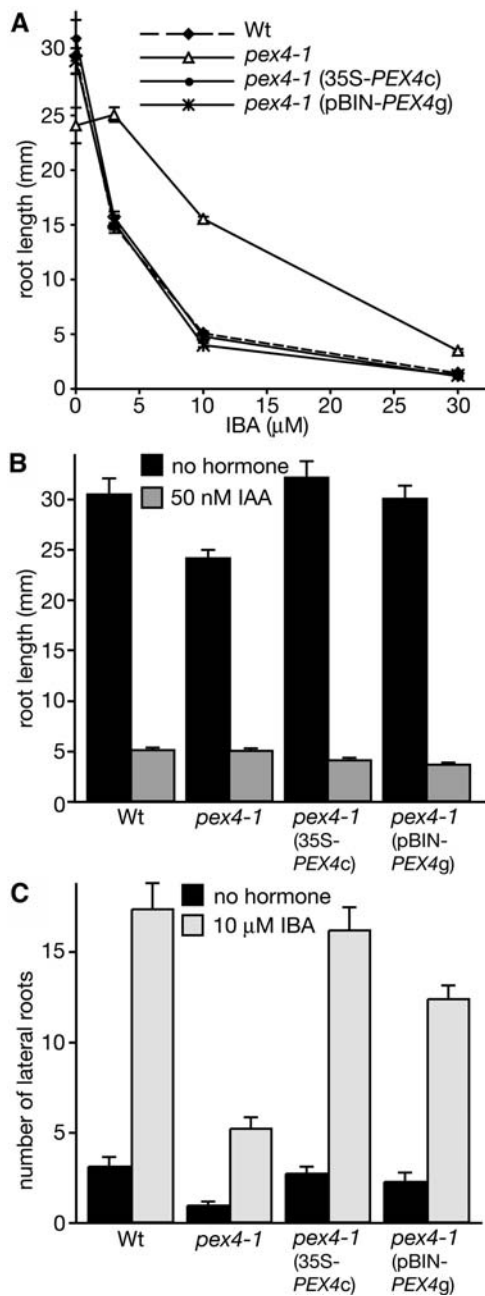 A
Wt
pex4-1
pex4-1 (35S-PEX4c)
pex4-1 (pBIN-PEX4g)
root length (mm)
30
25
20
15
10
5
0
0 5 10 15 20 25 30
IBA (μM)
B
no hormone
50 nM IAA
root length (mm)
30
25
20
15
10
5
0
Wt pex4-1 pex4-1 pex4-1
(35S- (pBIN-
PEX4c) PEX4g)
C
no hormone
10 μM IBA
number of lateral roots
15
10
5
0
Wt pex4-1 pex4-1 pex4-1
(35S- (pBIN-
PEX4c) PEX4g)